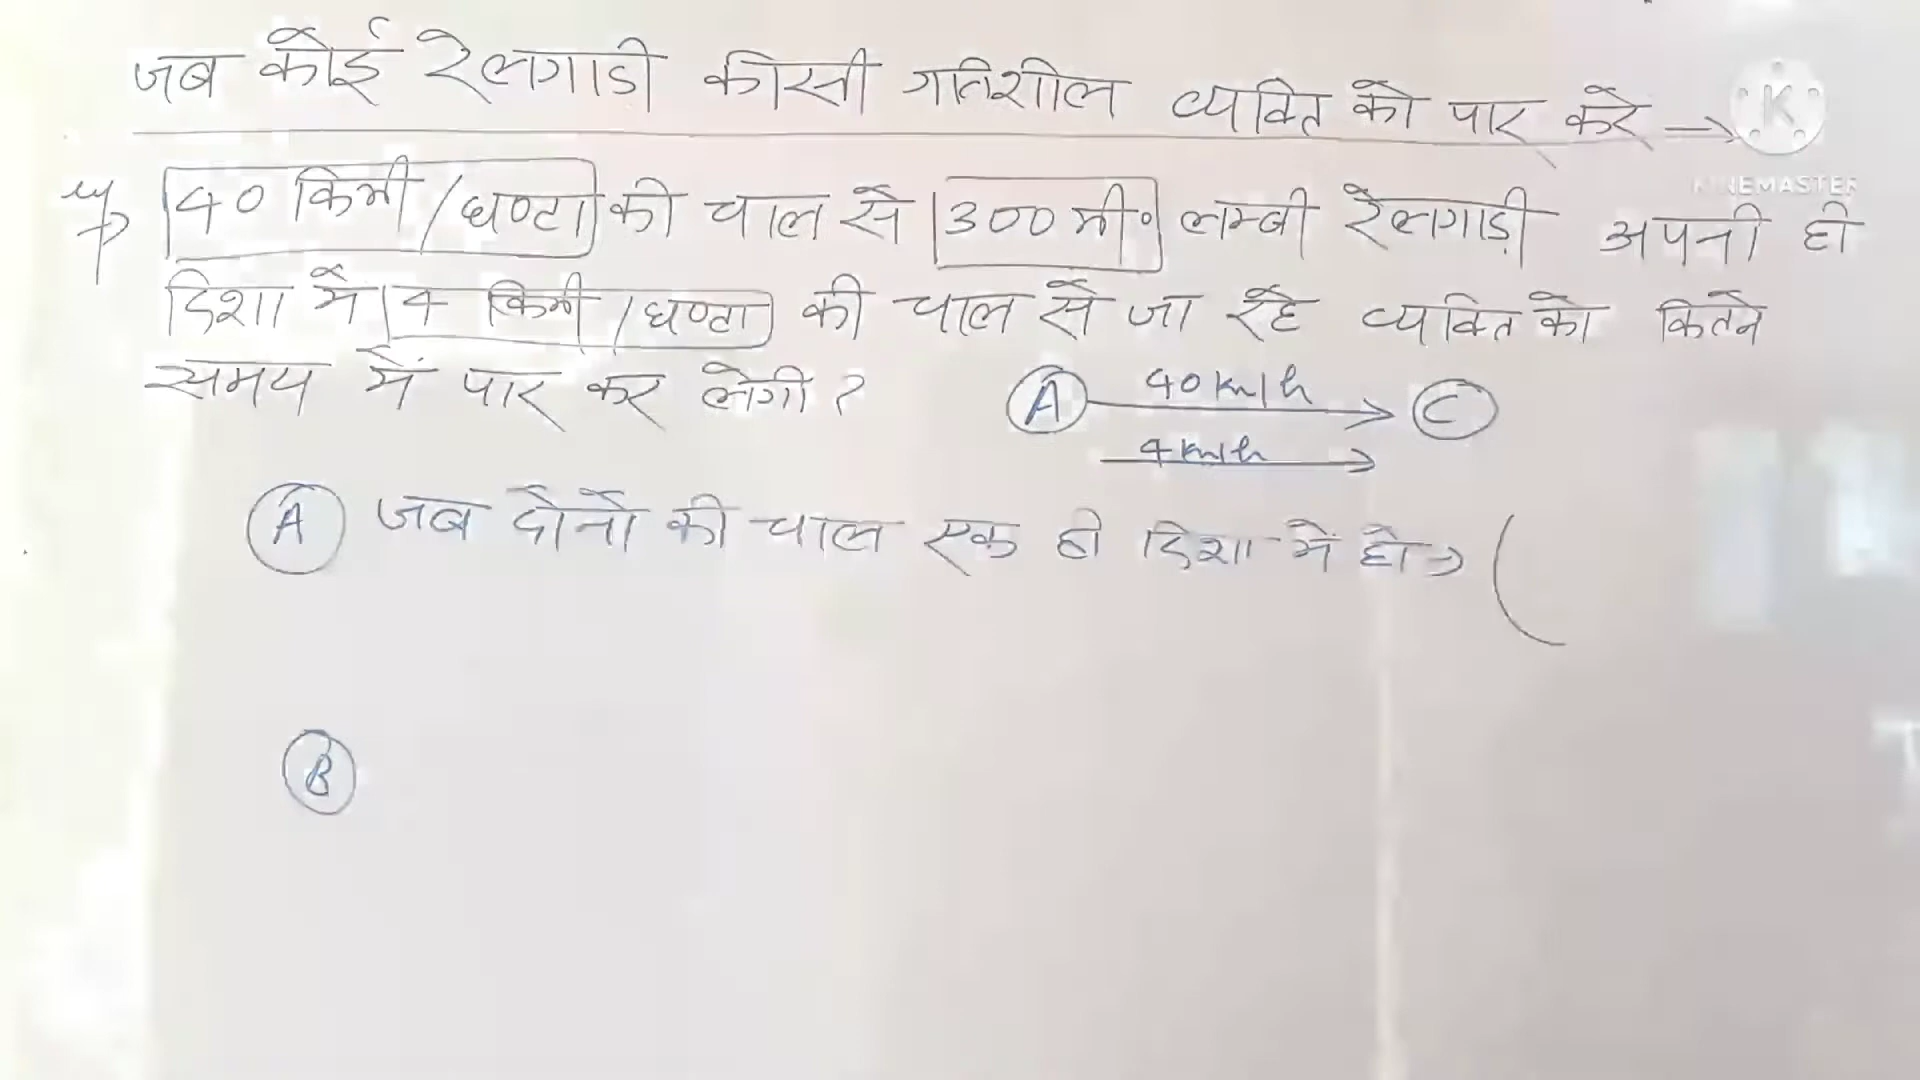 जब कोई रेलगाडी कीसी गतिशील व्यक्ति को पार करे →
K
KINEMASTER
40 किमी/घण्टा की चाल से 300 मी॰ लम्बी रेलगाड़ी अपनी ही
दिशा में 4 किमी/घण्टा की चाल से जा रहे व्यक्ति को कितने
समय में पार कर लेगी ?
A 40 km/h C
4 km/h
A जब दोनो की चाल एक ही दिशा में हो → (
B